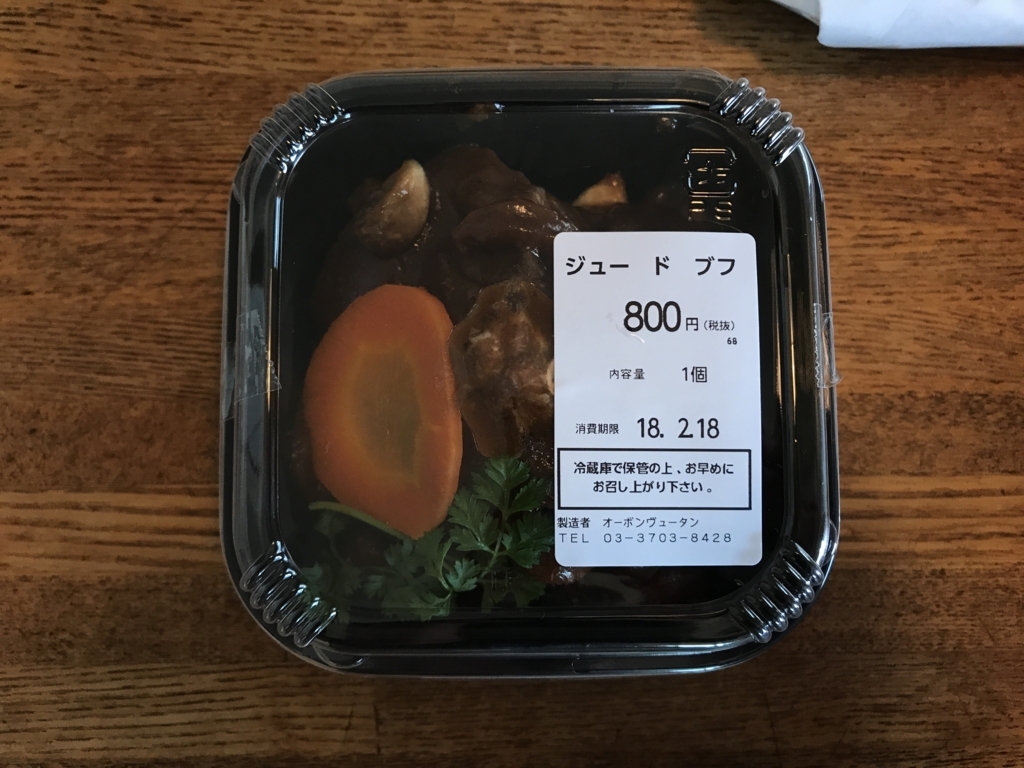 ジュー ド ブフ
800円(税抜)
68
内容量 1個
消費期限 18. 2.18
冷蔵庫で保管の上、お早めに
お召し上がり下さい。
製造者 オーボンヴュータン
TEL 03-3703-8428